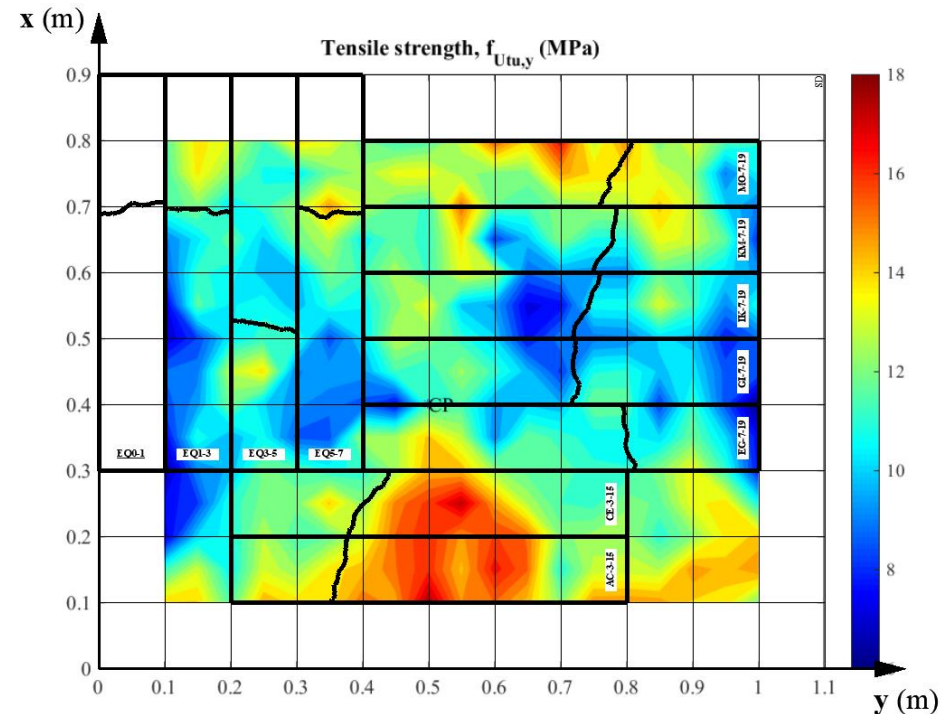 x (m)
Tensile strength, f_Utu,y (MPa)
0.9
0.8
0.7
0.6
0.5
0.4
0.3
0.2
0.1
0
0
0.1
0.2
0.3
0.4
0.5
0.6
0.7
0.8
0.9
1
1.1
y (m)
SD
MO-7-19
KM-7-19
IK-7-19
GI-7-19
EG-7-19
CE-3-15
AC-3-15
EQ0-1
EQ1-3
EQ3-5
EQ5-7
CP
18
16
14
12
10
8
6